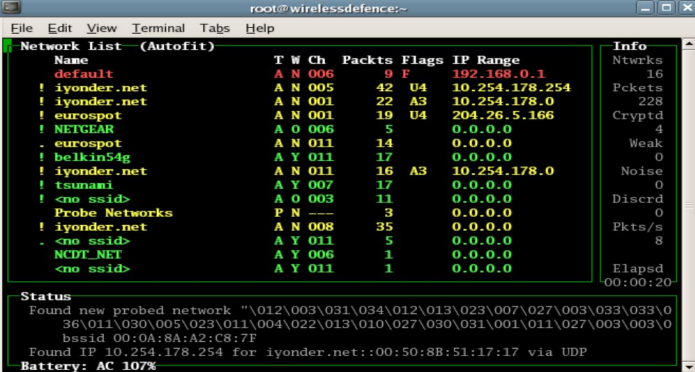 root@wirelessdefence:~
File Edit View Terminal Tabs Help
Network List—(Autofit) Info
Name T W Ch Packts Flags IP Range Ntwrks
default A N 006 9 F 192.168.0.1 16
! iyonder.net A N 005 42 U4 10.254.178.254 Pckets
! iyonder.net A N 001 22 A3 10.254.178.0 228
! eurospot A N 001 19 U4 204.26.5.166 Cryptd
! NETGEAR A O 006 5 0.0.0.0 4
. eurospot A N 011 14 0.0.0.0 Weak
! belkin54g A Y 011 17 0.0.0.0 0
! iyonder.net A N 011 16 A3 10.254.178.0 Noise
! tsunami A Y 007 17 0.0.0.0 0
! <no ssid> A O 003 11 0.0.0.0 Discrd
Probe Networks P N --- 3 0.0.0.0 0
! iyonder.net A N 008 35 0.0.0.0 Pkts/s
. <no ssid> A Y 011 5 0.0.0.0 8
NCDT_NET A Y 006 1 0.0.0.0
<no ssid> A Y 011 1 0.0.0.0 Elapsd
00:00:20
Status
Found new probed network "\012\003\031\034\012\013\023\007\027\003\033\033\0
36\011\030\005\023\011\004\022\013\010\027\030\031\001\011\027\003\003\0
bssid 00:0A:8A:A2:C8:7F
Found IP 10.254.178.254 for iyonder.net::00:50:8B:51:17:17 via UDP
Battery: AC 107%